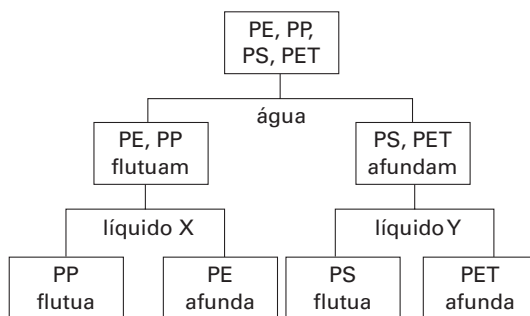 PE, PP,
PS, PET
água
PE, PP
flutuam
PS, PET
afundam
líquido X
líquido Y
PP
flutua
PE
afunda
PS
flutua
PET
afunda